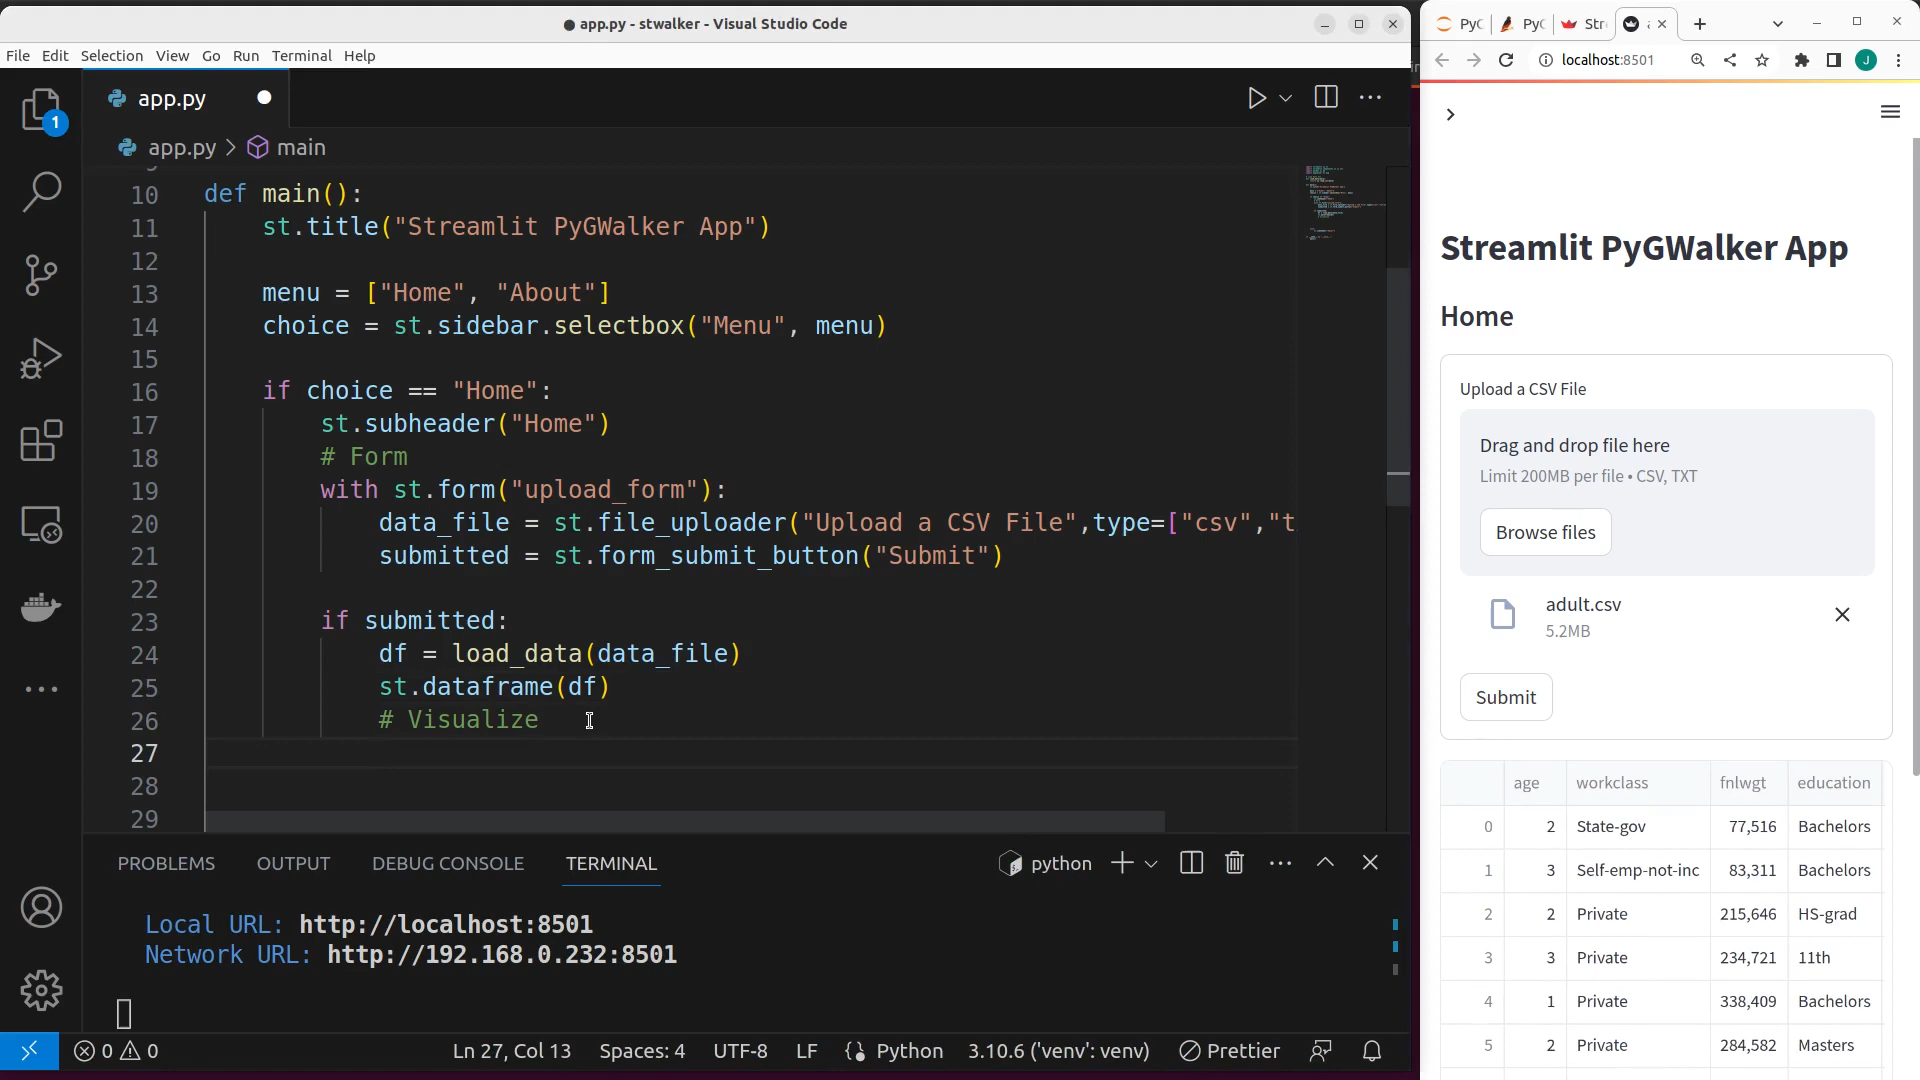 app.py - stwalker - Visual Studio Code
File Edit Selection View Go Run Terminal Help
1
app.py
app.py > main
10 def main():
11 st.title("Streamlit PyGWalker App")
12
13 menu = ["Home", "About"]
14 choice = st.sidebar.selectbox("Menu", menu)
15
16 if choice == "Home":
17 st.subheader("Home")
18 # Form
19 with st.form("upload_form"):
20 data_file = st.file_uploader("Upload a CSV File",type=["csv","t
21 submitted = st.form_submit_button("Submit")
22
23 if submitted:
24 df = load_data(data_file)
25 st.dataframe(df)
26 # Visualize
27
28
29
PROBLEMS OUTPUT DEBUG CONSOLE TERMINAL python
Local URL: http://localhost:8501
Network URL: http://192.168.0.232:8501
0 0 Ln 27, Col 13 Spaces: 4 UTF-8 LF Python 3.10.6 ('venv': venv) Prettier
PyG PyG Str
localhost:8501 J
Streamlit PyGWalker App
Home
Upload a CSV File
Drag and drop file here
Limit 200MB per file • CSV, TXT
Browse files
adult.csv
5.2MB
Submit
age workclass fnlwgt education
0 2 State-gov 77,516 Bachelors
1 3 Self-emp-not-inc 83,311 Bachelors
2 2 Private 215,646 HS-grad
3 3 Private 234,721 11th
4 1 Private 338,409 Bachelors
5 2 Private 284,582 Masters